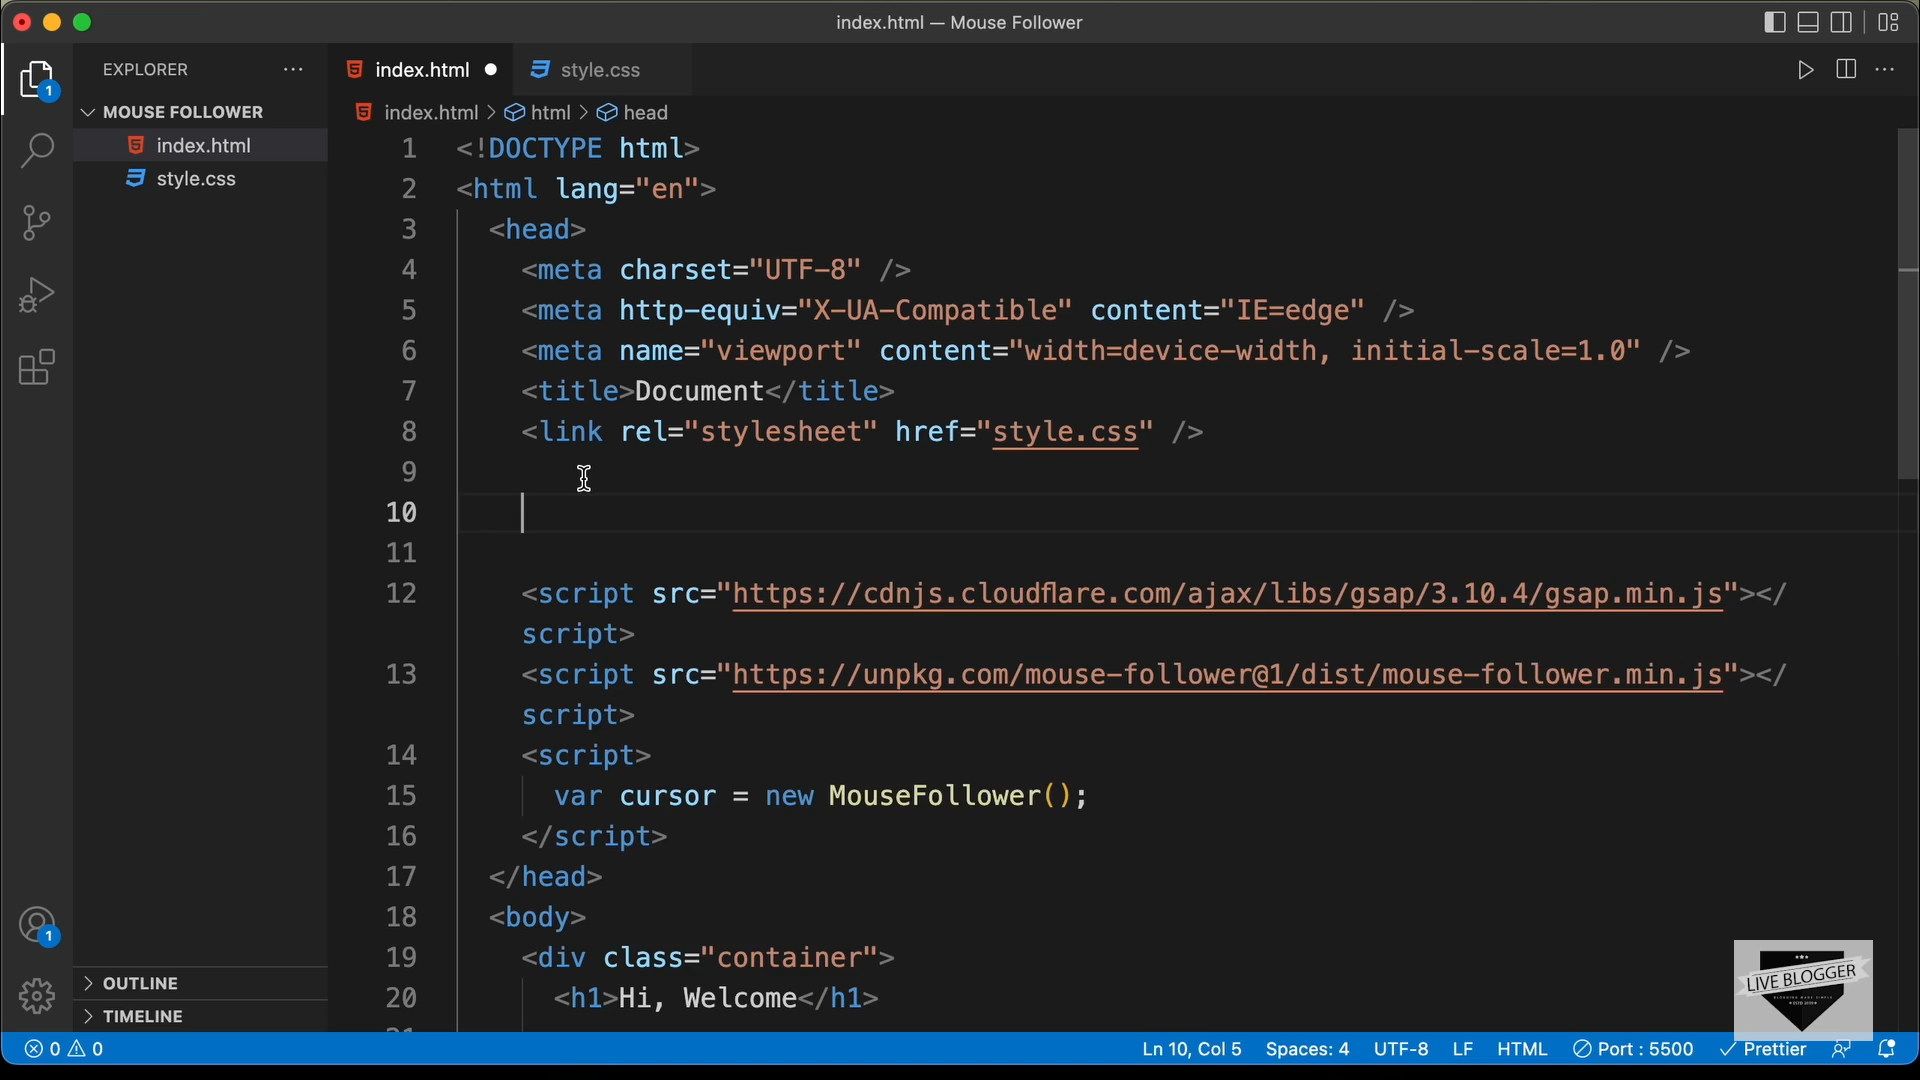 index.html — Mouse Follower
EXPLORER
MOUSE FOLLOWER
index.html
style.css
index.html
style.css
index.html > html > head
1 <!DOCTYPE html>
2 <html lang="en">
3 <head>
4 <meta charset="UTF-8" />
5 <meta http-equiv="X-UA-Compatible" content="IE=edge" />
6 <meta name="viewport" content="width=device-width, initial-scale=1.0" />
7 <title>Document</title>
8 <link rel="stylesheet" href="style.css" />
9
10
11
12 <script src="https://cdnjs.cloudflare.com/ajax/libs/gsap/3.10.4/gsap.min.js"></
script>
13 <script src="https://unpkg.com/mouse-follower@1/dist/mouse-follower.min.js"></
script>
14 <script>
15 var cursor = new MouseFollower();
16 </script>
17 </head>
18 <body>
19 <div class="container">
20 <h1>Hi, Welcome</h1>
1
1
OUTLINE
TIMELINE
LIVE BLOGGER
0 0
Ln 10, Col 5 Spaces: 4 UTF-8 LF HTML Port : 5500 Prettier